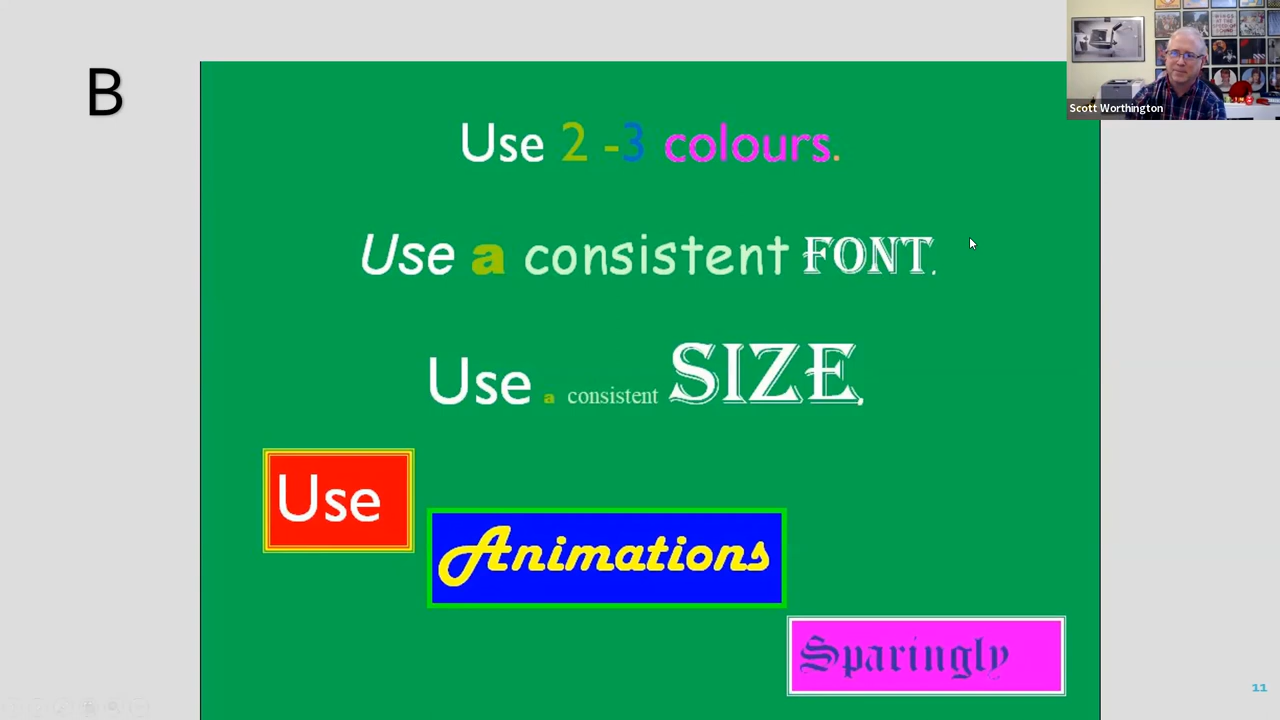 B
Use 2 -3 colours.
Use a consistent FONT.
Use a consistent SIZE.
Use
Animations
Sparingly
Scott Worthington
11